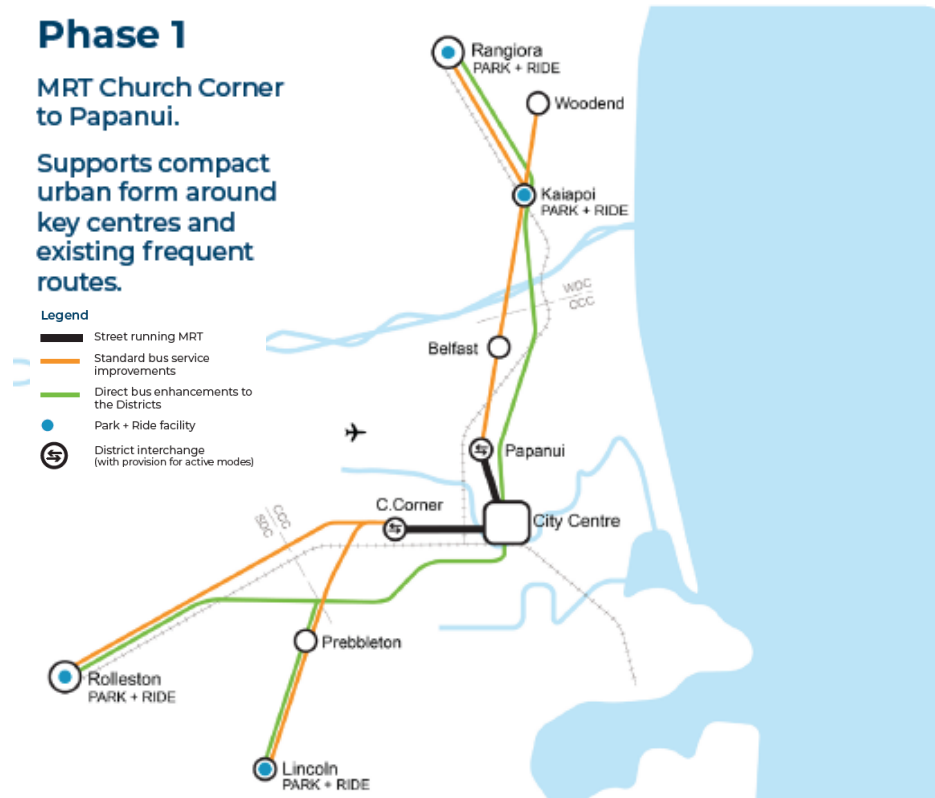 Phase 1
MRT Church Corner
to Papanui.
Supports compact
urban form around
key centres and
existing frequent
routes.
Legend
Street running MRT
Standard bus service
improvements
Direct bus enhancements to
the Districts
Park + Ride facility
District interchange
(with provision for active modes)
Rangiora
PARK + RIDE
Woodend
Kaiapoi
PARK + RIDE
WDC
CCC
Belfast
Papanui
C.Corner
City Centre
CCC
SDC
Prebbleton
Rolleston
PARK + RIDE
Lincoln
PARK + RIDE